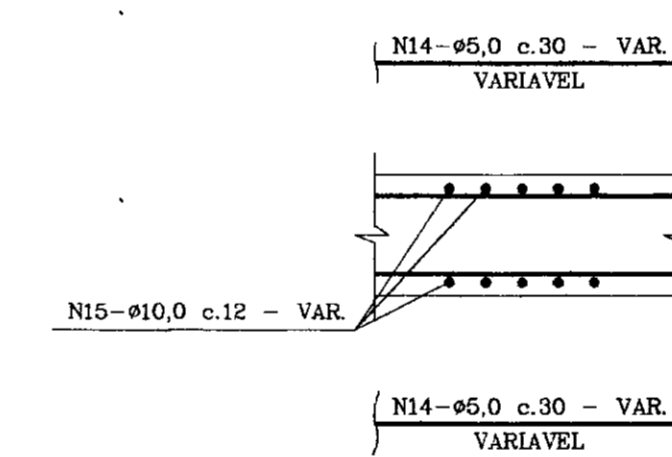 N14-ø5,0 c.30 - VAR.
VARIAVEL
N15-ø10,0 c.12 - VAR.
N14-ø5,0 c.30 - VAR.
VARIAVEL